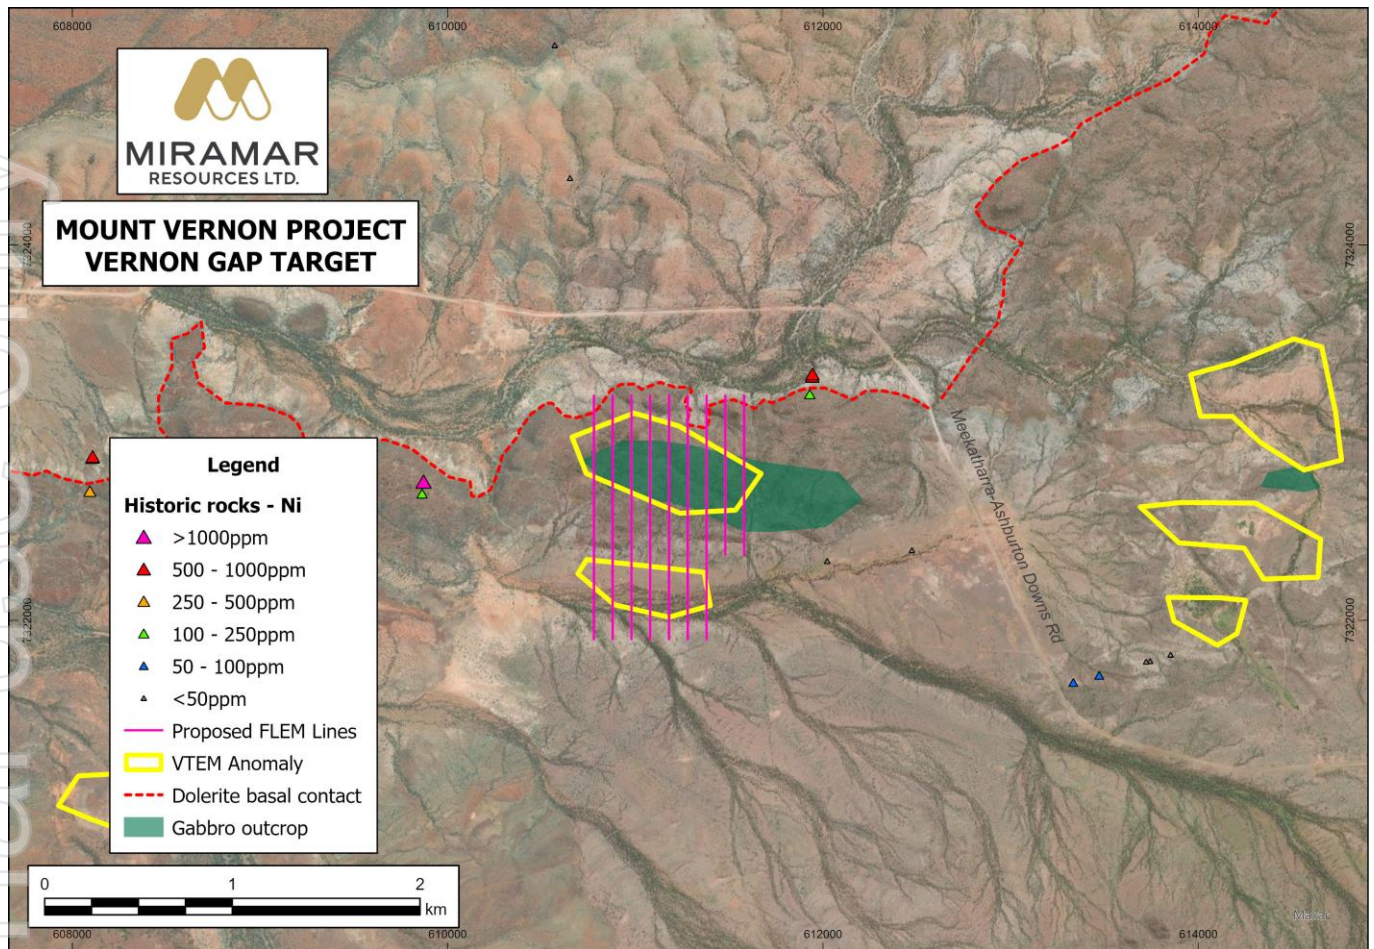 608000
610000
612000
614000
MIRAMAR
RESOURCES LTD.
MOUNT VERNON PROJECT
VERNON GAP TARGET
7324000
7324000
Meekatharra-Ashburton Downs Rd
Legend
Historic rocks - Ni
>1000ppm
500 - 1000ppm
250 - 500ppm
100 - 250ppm
50 - 100ppm
<50ppm
Proposed FLEM Lines
VTEM Anomaly
Dolerite basal contact
Gabbro outcrop
7322000
7322000
0 1 2
km
Maxar
608000
610000
612000
614000